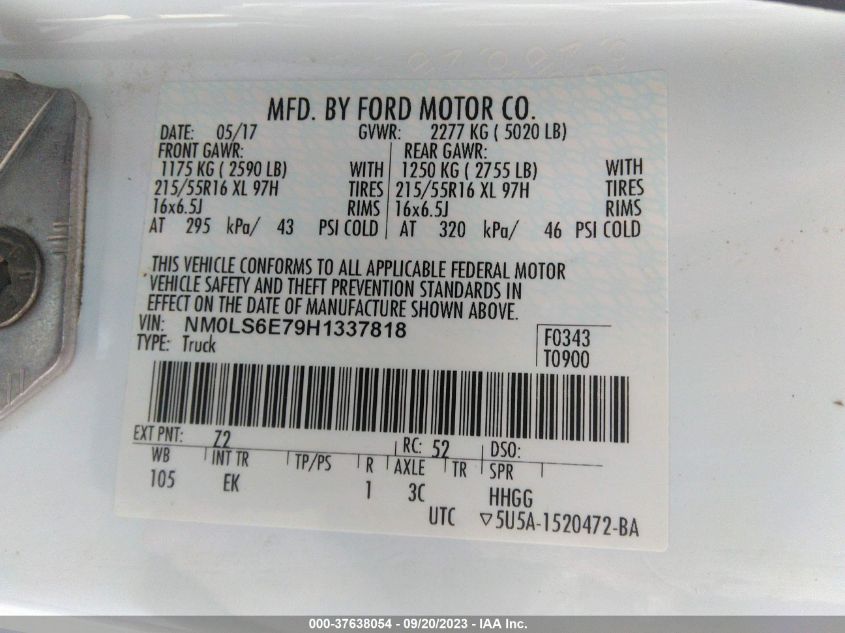 MFD. BY FORD MOTOR CO.
DATE: 05/17 GVWR: 2277 KG ( 5020 LB)
FRONT GAWR: REAR GAWR:
1175 KG ( 2590 LB) WITH 1250 KG ( 2755 LB) WITH
215/55R16 XL 97H TIRES 215/55R16 XL 97H TIRES
16x6.5J RIMS 16x6.5J RIMS
AT 295 kPa/ 43 PSI COLD AT 320 kPa/ 46 PSI COLD
THIS VEHICLE CONFORMS TO ALL APPLICABLE FEDERAL MOTOR
VEHICLE SAFETY AND THEFT PREVENTION STANDARDS IN
EFFECT ON THE DATE OF MANUFACTURE SHOWN ABOVE.
VIN: NM0LS6E79H1337818 F0343
TYPE: Truck T0900
EXT PNT: Z2 RC: 52 DSO:
WB INT TR TP/PS R AXLE TR SPR
105 EK 1 3C HHGG
UTC ▽5U5A-1520472-BA
000-37638054 - 09/20/2023 - IAA Inc.